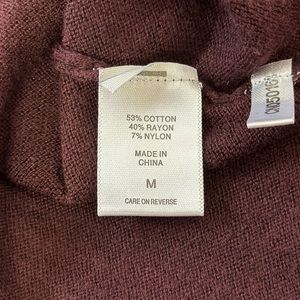 53% COTTON
40% RAYON
7% NYLON
MADE IN
CHINA
M
CARE ON REVERSE